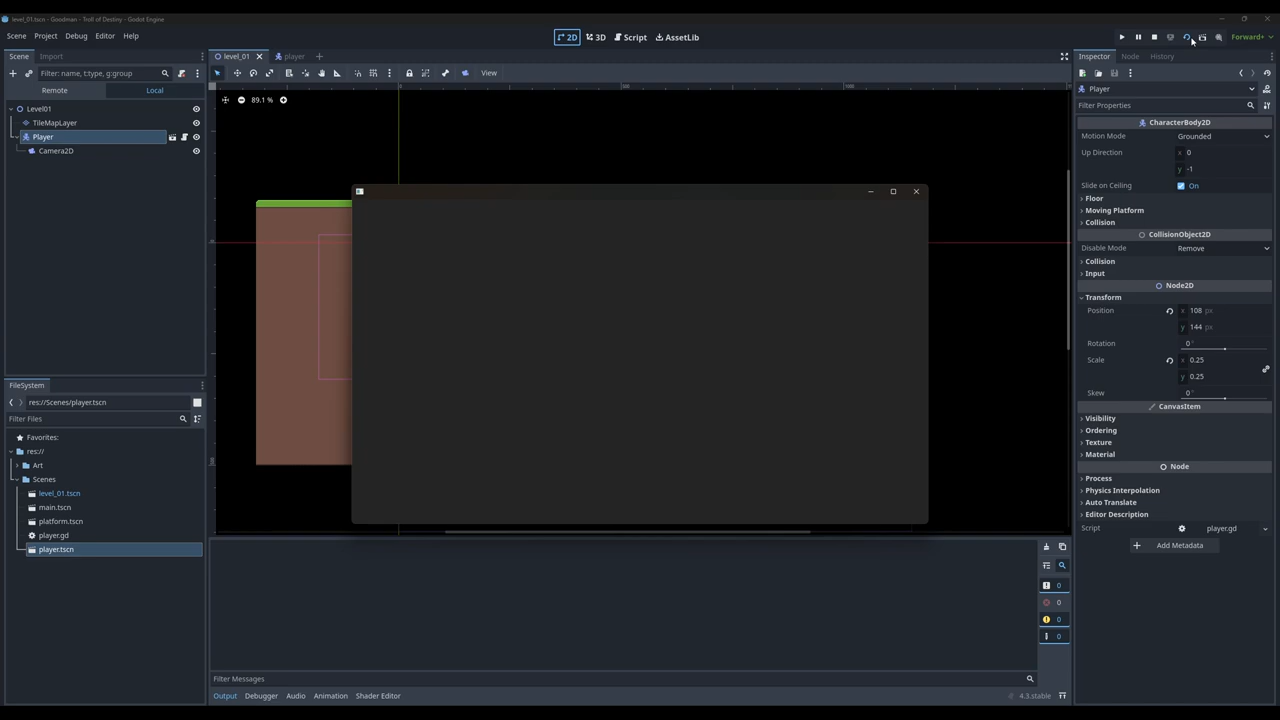 level_01.tscn - Goodman - Troll of Destiny - Godot Engine
Scene Project Debug Editor Help
2D 3D Script AssetLib
Forward+
Scene Import
Filter: name, t:type, g:group
Remote Local
Level01
TileMapLayer
Player
Camera2D
FileSystem
res://Scenes/player.tscn
Filter Files
Favorites:
res://
Art
Scenes
level_01.tscn
main.tscn
platform.tscn
player.gd
player.tscn
level_01 player
View
89.1 %
0
500
1000
Filter Messages
Output Debugger Audio Animation Shader Editor
4.3.stable
0
0
0
0
Inspector Node History
Player
Filter Properties
CharacterBody2D
Motion Mode Grounded
Up Direction x 0
y -1
Slide on Ceiling On
Floor
Moving Platform
Collision
CollisionObject2D
Disable Mode Remove
Collision
Input
Node2D
Transform
Position x 108 px
y 144 px
Rotation 0 °
Scale x 0.25
y 0.25
Skew 0 °
CanvasItem
Visibility
Ordering
Texture
Material
Node
Process
Physics Interpolation
Auto Translate
Editor Description
Script player.gd
Add Metadata